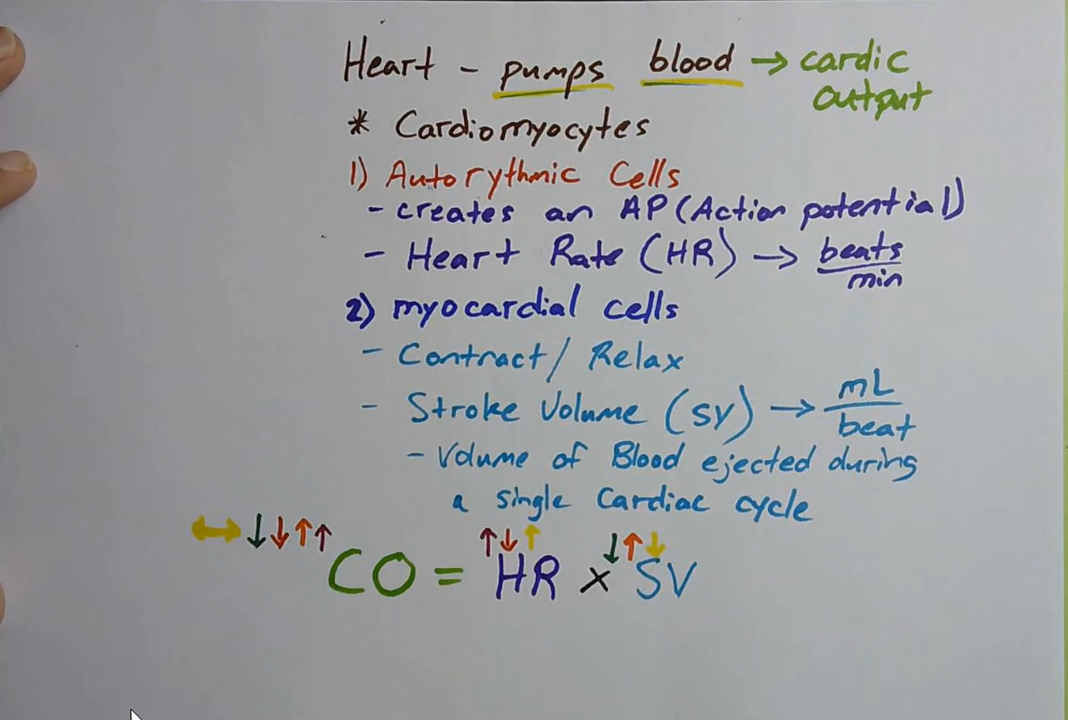 Heart - pumps blood → cardic output
* Cardiomyocytes
1) Autorythmic Cells
- creates an AP (Action potential)
- Heart Rate (HR) → beats/min
2) myocardial cells
- Contract / Relax
- Stroke Volume (SV) → mL/beat
- Volume of Blood ejected during
a single Cardiac cycle
↔ ↓ ↓ ↑ ↑ ↑ ↓ ↑ ↓ ↑ ↓
CO = HR x SV